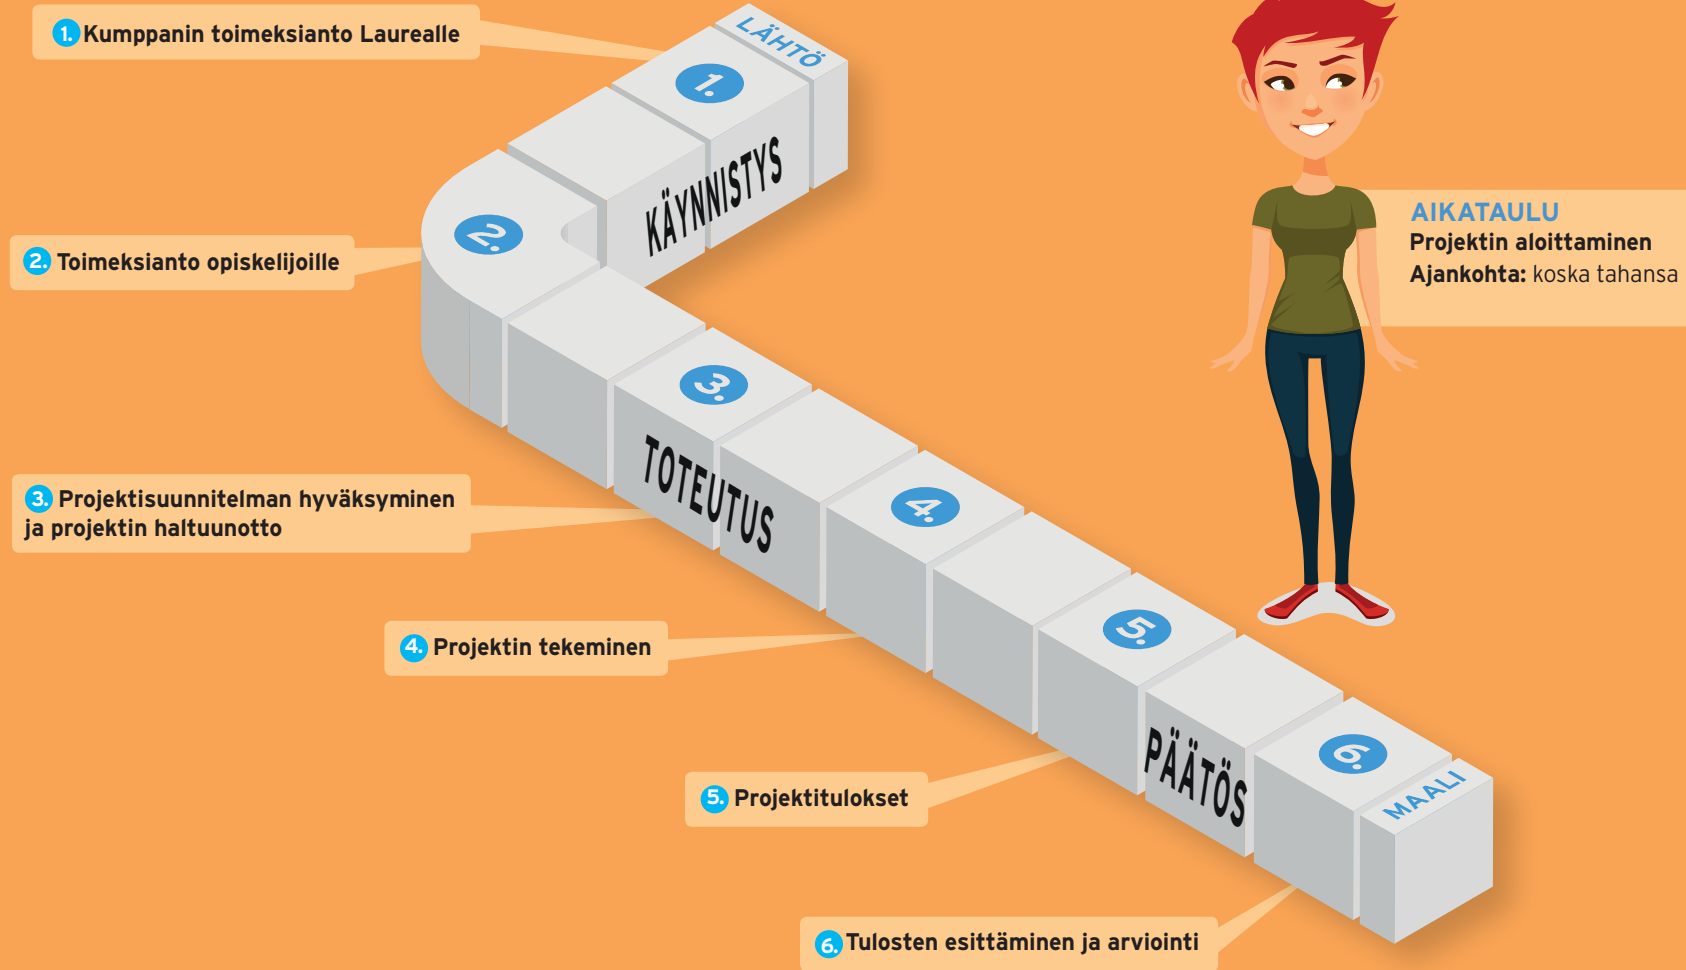 1. Kumppanin toimeksianto Laurealle
LÄHTÖ
1.
KÄYNNISTYS
2.
2. Toimeksianto opiskelijoille
AIKATAULU
Projektin aloittaminen
Ajankohta: koska tahansa
3.
TOTEUTUS
3. Projektisuunnitelman hyväksyminen
ja projektin haltuunotto
4.
4. Projektin tekeminen
5.
PÄÄTÖS
5. Projektitulokset
6.
MAALI
6. Tulosten esittäminen ja arviointi